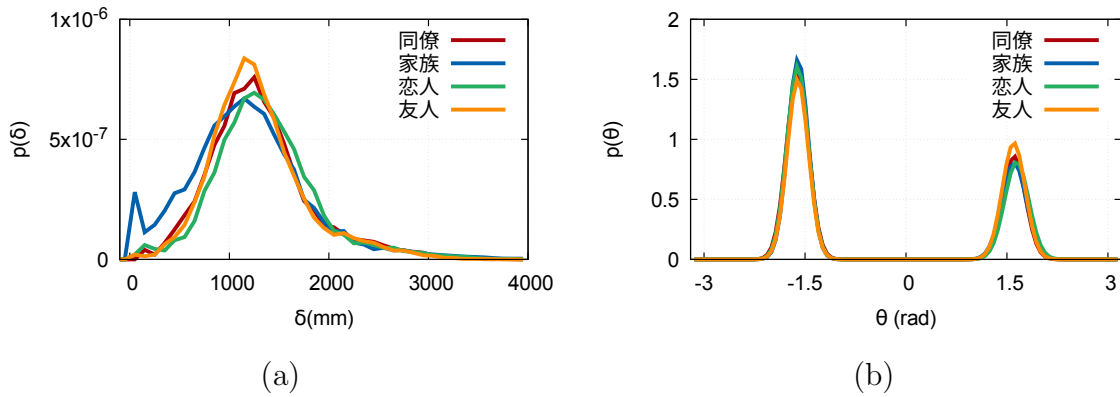 1x10⁻⁶
5x10⁻⁷
0
p(δ)
同僚
家族
恋人
友人
0 1000 2000 3000 4000
δ(mm)
(a)
2
1.5
1
0.5
0
p(θ)
同僚
家族
恋人
友人
-3 -1.5 0 1.5 3
θ (rad)
(b)